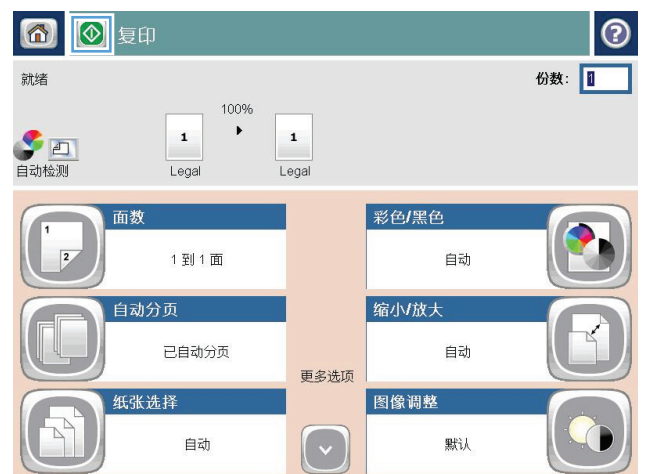 复印
就绪
份数: 1
100%
1 1
自动检测 Legal Legal
面数
1 到 1 面
彩色/黑色
自动
自动分页
已自动分页
缩小/放大
自动
更多选项
纸张选择
自动
图像调整
默认
1
2